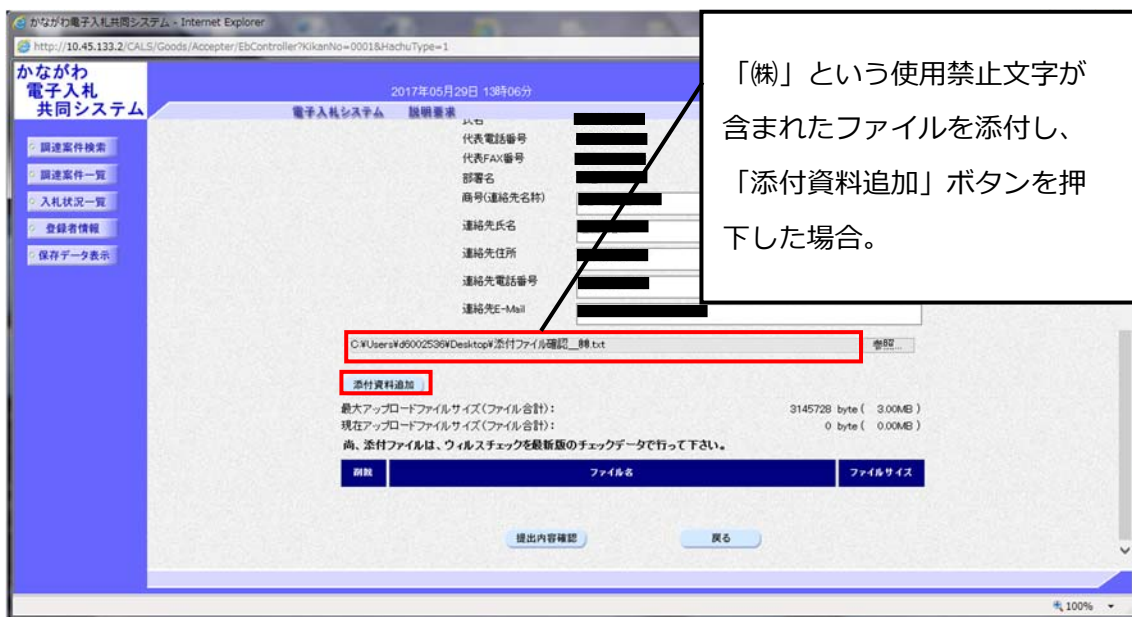 かながわ電子入札共同システム - Internet Explorer
http://10.45.133.2/CALS/Goods/Accepter/EbController?KikanNo=0001&HachuType=1
かながわ
電子入札
共同システム
2017年05月29日 13時06分
電子入札システム 説明要求
調達案件検索
調達案件一覧
入札状況一覧
登録者情報
保存データ表示
氏名
代表電話番号
代表FAX番号
部署名
商号(連絡先名称)
連絡先氏名
連絡先住所
連絡先電話番号
連絡先E-Mail
「㈱」という使用禁止文字が
含まれたファイルを添付し、
「添付資料追加」ボタンを押
下した場合。
C:¥Users¥d6002536¥Desktop¥添付ファイル確認__㈱.txt 参照...
添付資料追加
最大アップロードファイルサイズ(ファイル合計): 3145728 byte ( 3.00MB )
現在アップロードファイルサイズ(ファイル合計): 0 byte ( 0.00MB )
尚、添付ファイルは、ウィルスチェックを最新版のチェックデータで行って下さい。
削除 ファイル名 ファイルサイズ
提出内容確認 戻る
100%